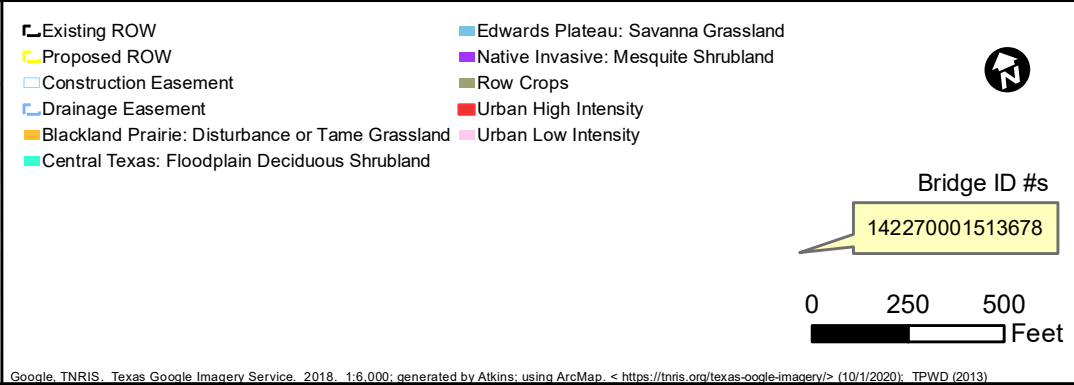 Existing ROW
Proposed ROW
Construction Easement
Drainage Easement
Blackland Prairie: Disturbance or Tame Grassland
Central Texas: Floodplain Deciduous Shrubland
Edwards Plateau: Savanna Grassland
Native Invasive: Mesquite Shrubland
Row Crops
Urban High Intensity
Urban Low Intensity
N
Bridge ID #s
142270001513678
0 250 500
Feet
Google, TNRIS. Texas Google Imagery Service. 2018. 1:6,000; generated by Atkins; using ArcMap. < https://tnris.org/texas-oogle-imagery/> (10/1/2020); TPWD (2013)